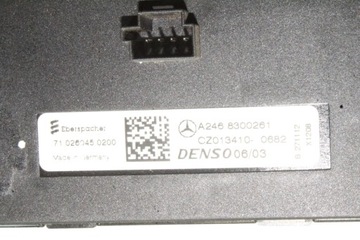 Eberspächer
71.026045.0200
Made in Germany
A246 8300261
CZ013410- 0682
DENSO 06/03